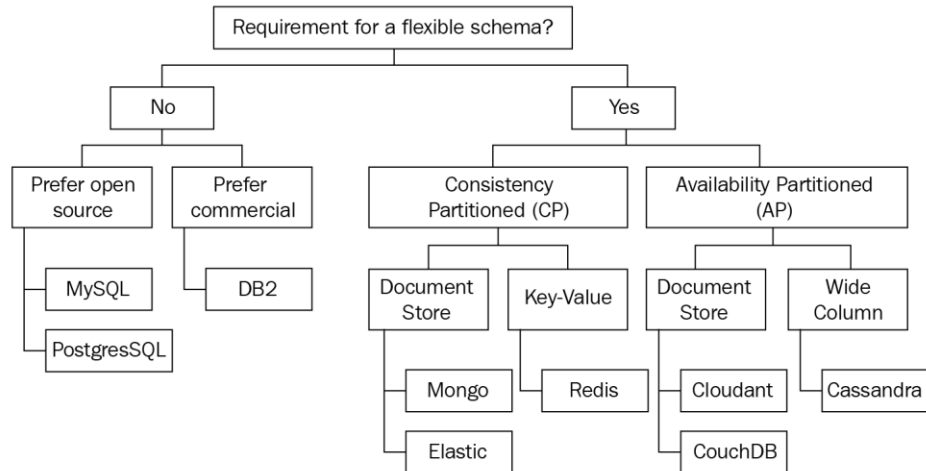 Requirement for a flexible schema?
No
Yes
Prefer open
source
Prefer
commercial
Consistency
Partitioned (CP)
Availability Partitioned
(AP)
MySQL
PostgresSQL
DB2
Document
Store
Key-Value
Document
Store
Wide
Column
Mongo
Elastic
Redis
Cloudant
CouchDB
Cassandra